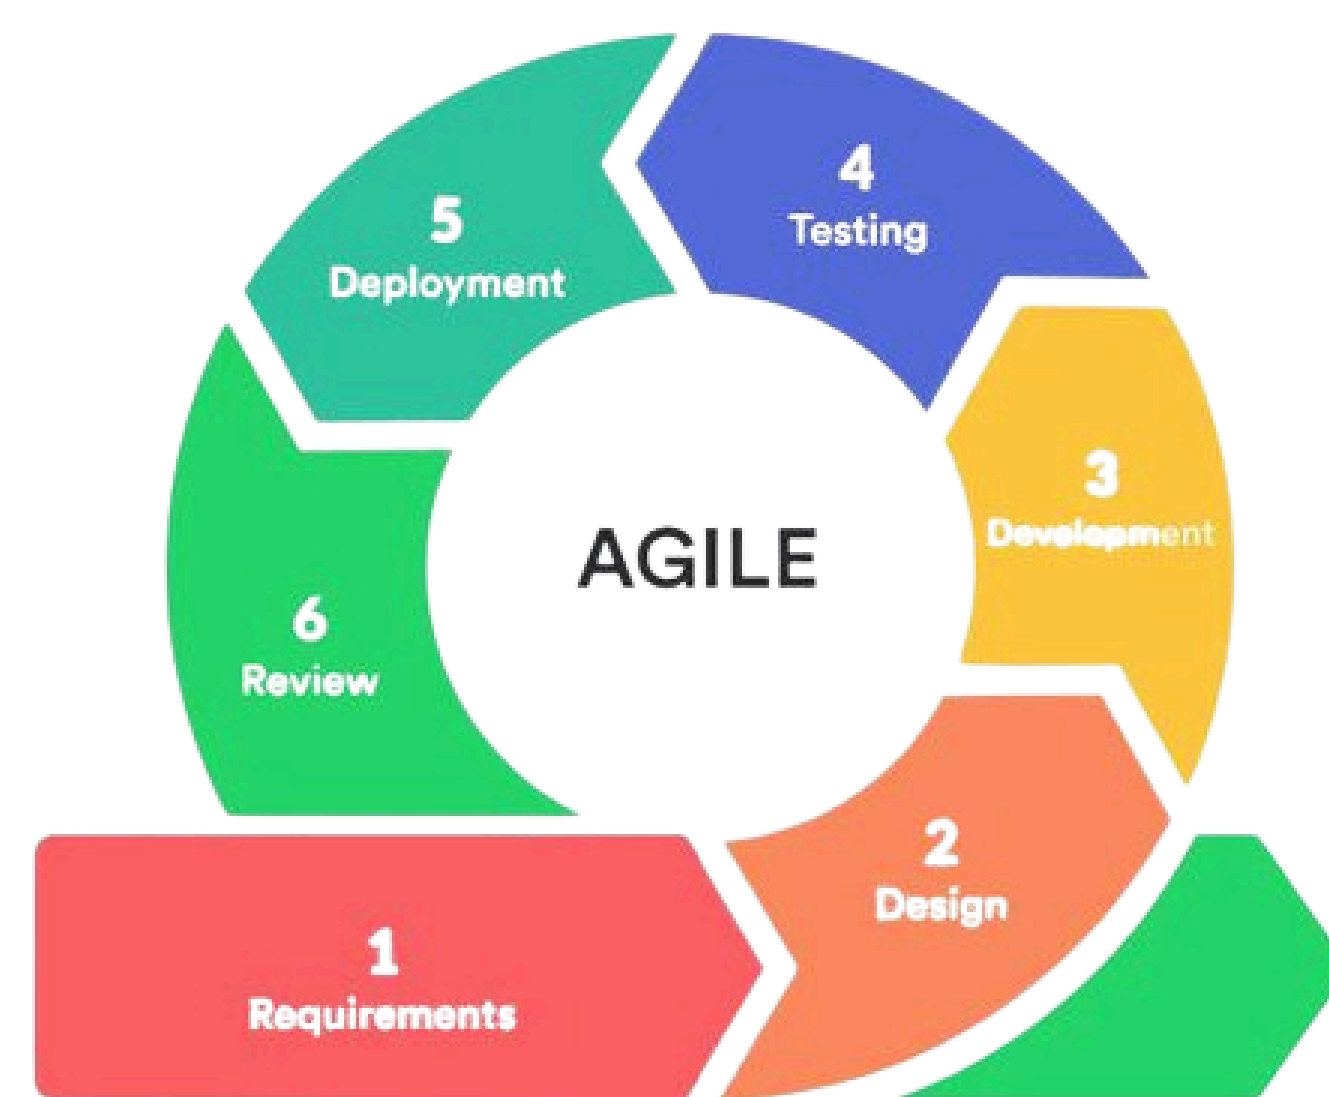 4
Testing
5
Deployment
3
Development
AGILE
6
Review
2
Design
1
Requirements